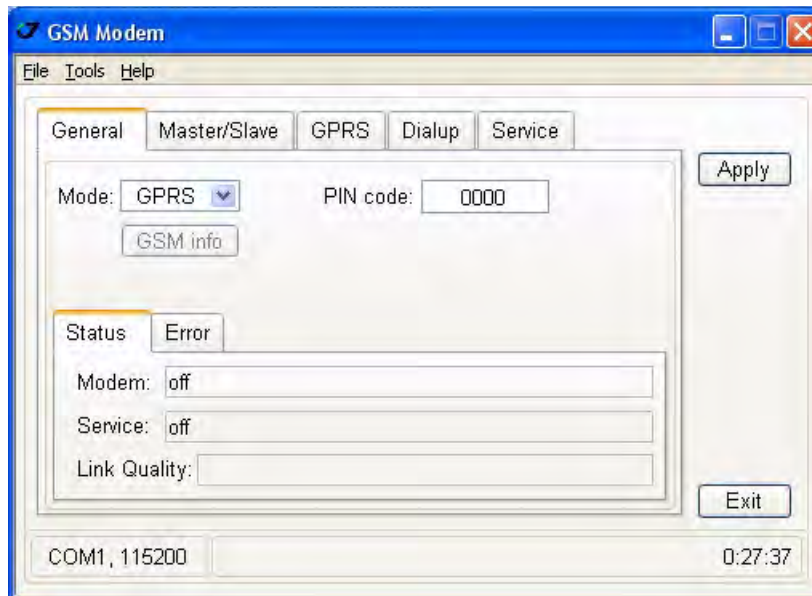 GSM Modem
File Tools Help
General Master/Slave GPRS Dialup Service
Apply
Mode: GPRS PIN code: 0000
GSM info
Status Error
Modem: off
Service: off
Link Quality:
Exit
COM1, 115200 0:27:37